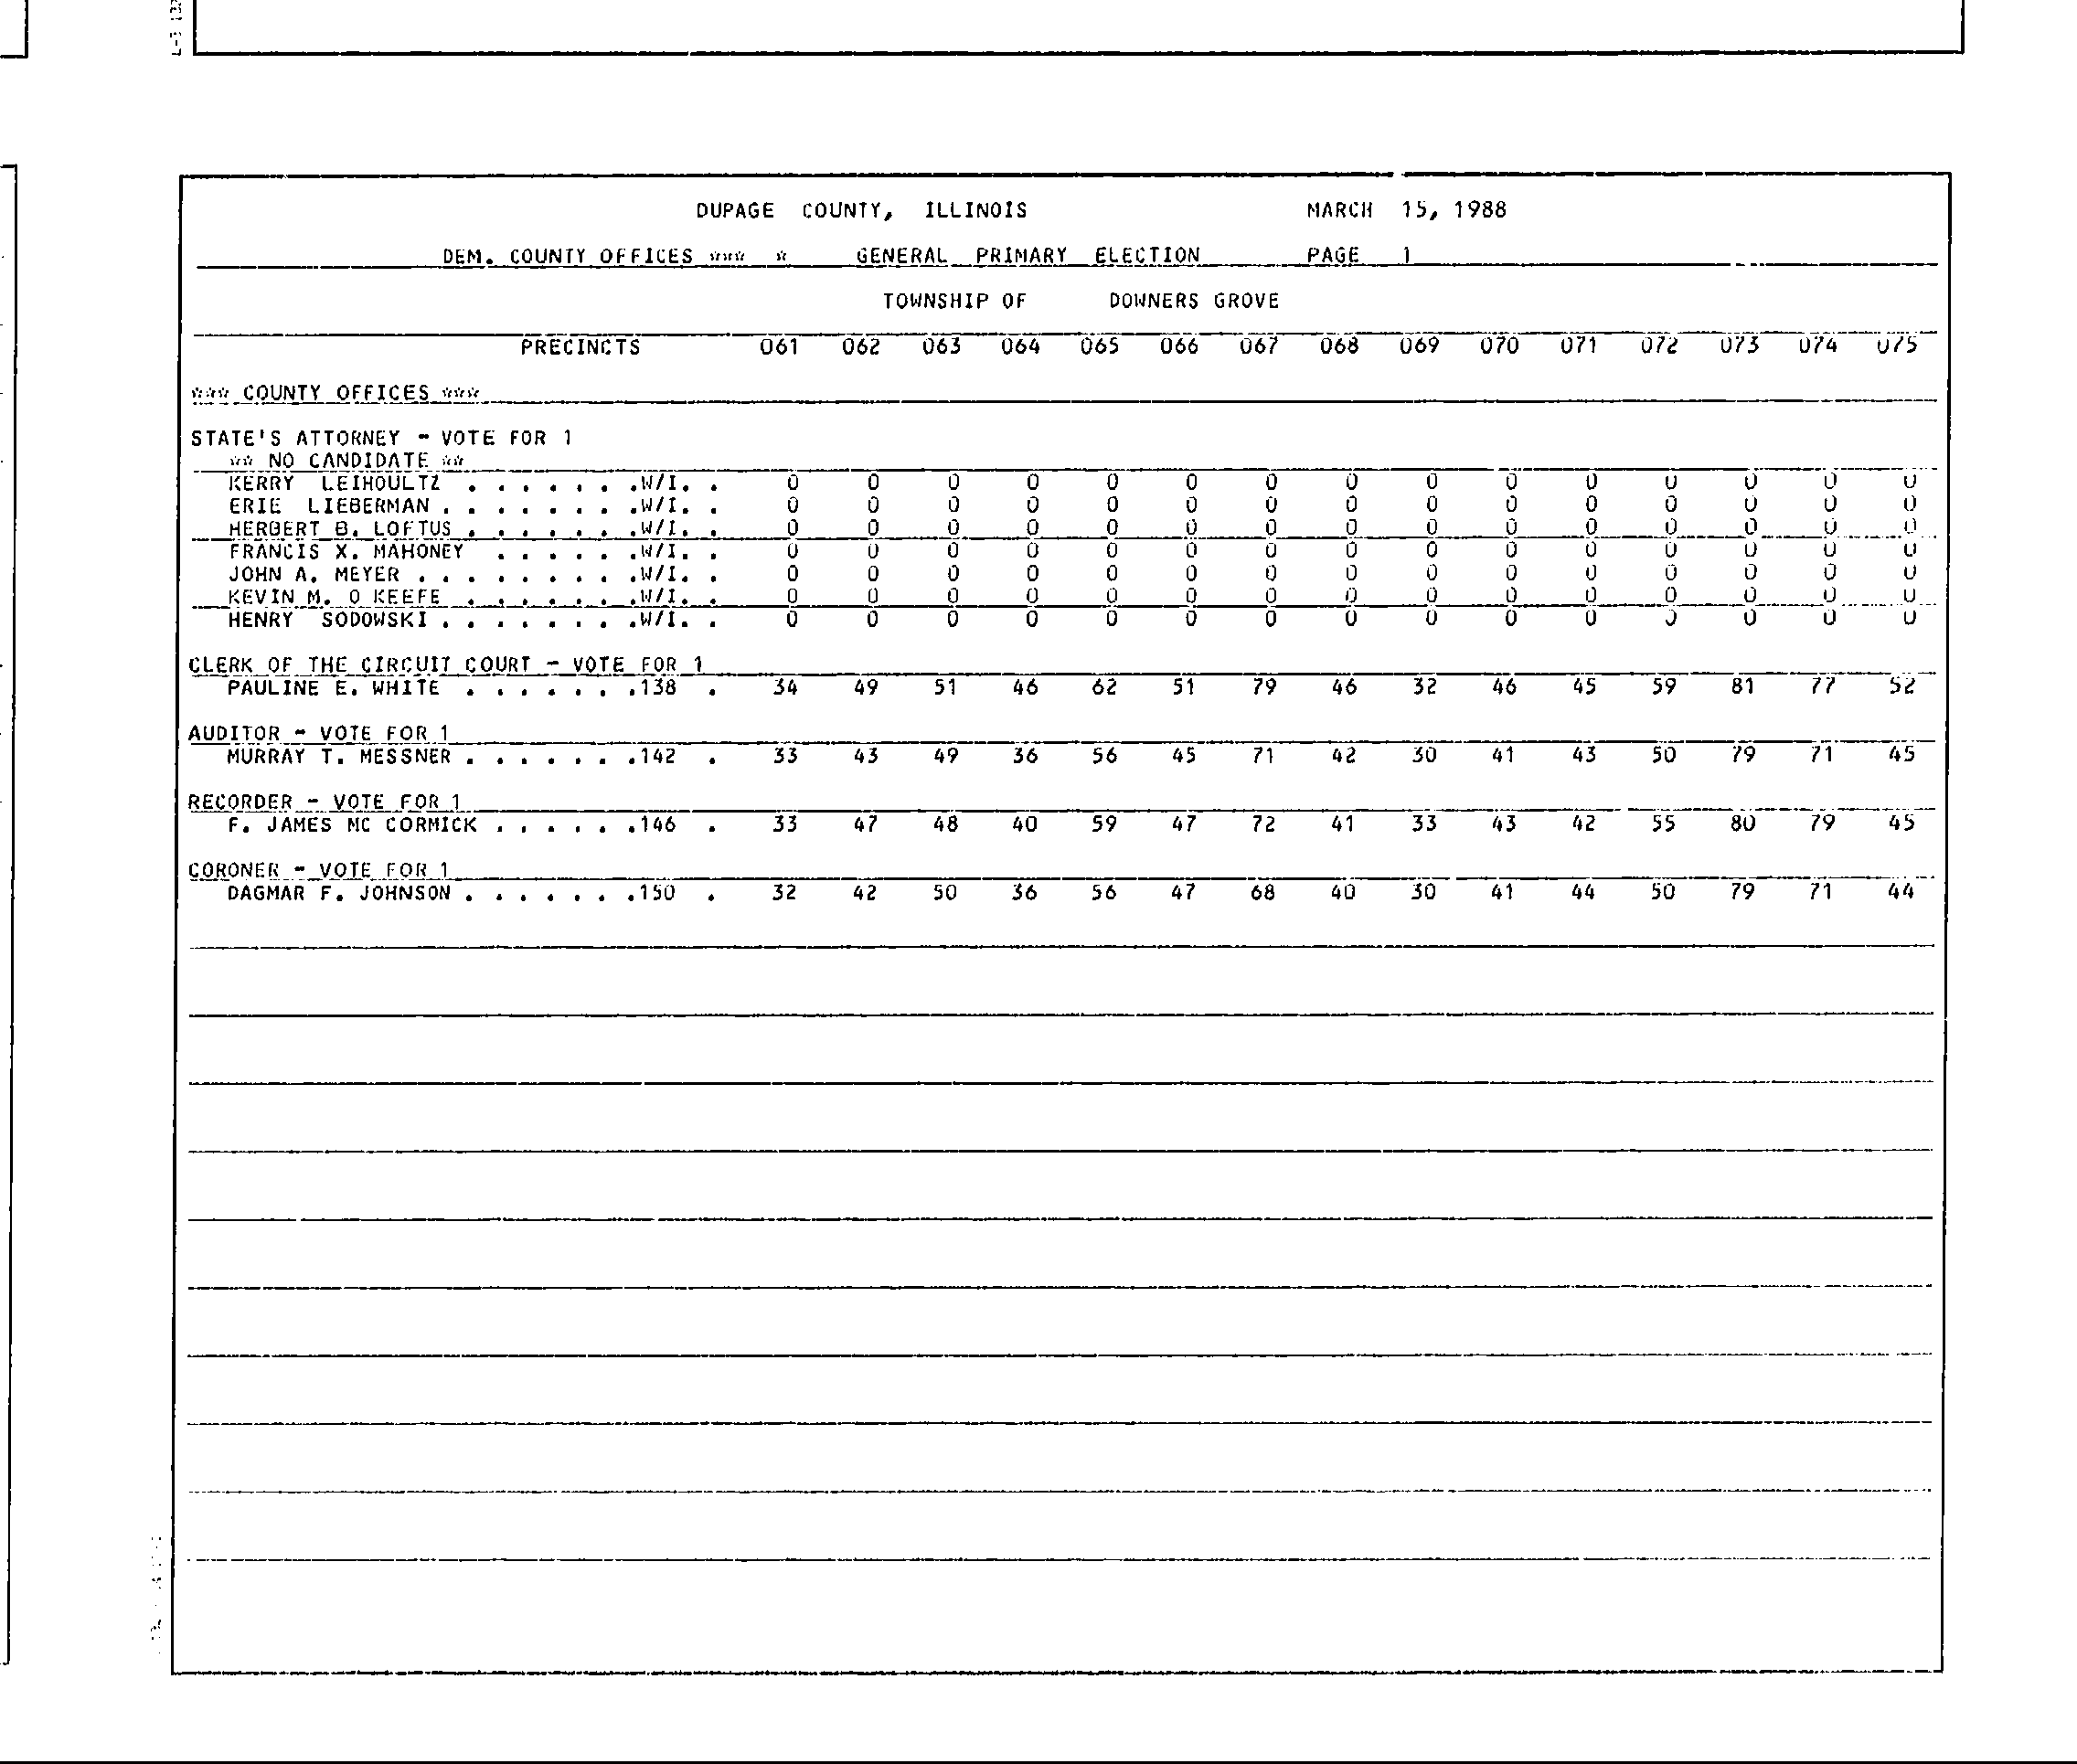 DUPAGE COUNTY, ILLINOIS MARCH 15, 1988
DEM. COUNTY OFFICES *** * GENERAL PRIMARY ELECTION PAGE 1
TOWNSHIP OF DOWNERS GROVE
PRECINCTS 061 062 063 064 065 066 067 068 069 070 071 072 073 074 075
*** COUNTY OFFICES ***
STATE'S ATTORNEY - VOTE FOR 1
** NO CANDIDATE **
KERRY LEIHOULTZ . . . . . . .W/I. . 0 0 0 0 0 0 0 0 0 0 0 0 0 0 0
ERIE LIEBERMAN . . . . . . . .W/I. . 0 0 0 0 0 0 0 0 0 0 0 0 0 0 0
HERBERT B. LOFTUS . . . . . . .W/I. . 0 0 0 0 0 0 0 0 0 0 0 0 0 0 0
FRANCIS X. MAHONEY . . . . . .W/I. . 0 0 0 0 0 0 0 0 0 0 0 0 0 0 0
JOHN A. MEYER . . . . . . . . .W/I. . 0 0 0 0 0 0 0 0 0 0 0 0 0 0 0
KEVIN M. O KEEFE . . . . . . .W/I. . 0 0 0 0 0 0 0 0 0 0 0 0 0 0 0
HENRY SODOWSKI . . . . . . . .W/I. . 0 0 0 0 0 0 0 0 0 0 0 0 0 0 0
CLERK OF THE CIRCUIT COURT - VOTE FOR 1
PAULINE E. WHITE . . . . . . .138 . 34 49 51 46 62 51 79 46 32 46 45 59 81 77 52
AUDITOR - VOTE FOR 1
MURRAY T. MESSNER . . . . . . .142 . 33 43 49 36 56 45 71 42 30 41 43 50 79 71 45
RECORDER - VOTE FOR 1
F. JAMES MC CORMICK . . . . . .146 . 33 47 48 40 59 47 72 41 33 43 42 55 80 79 45
CORONER - VOTE FOR 1
DAGMAR F. JOHNSON . . . . . . .150 . 32 42 50 36 56 47 68 40 30 41 44 50 79 71 44